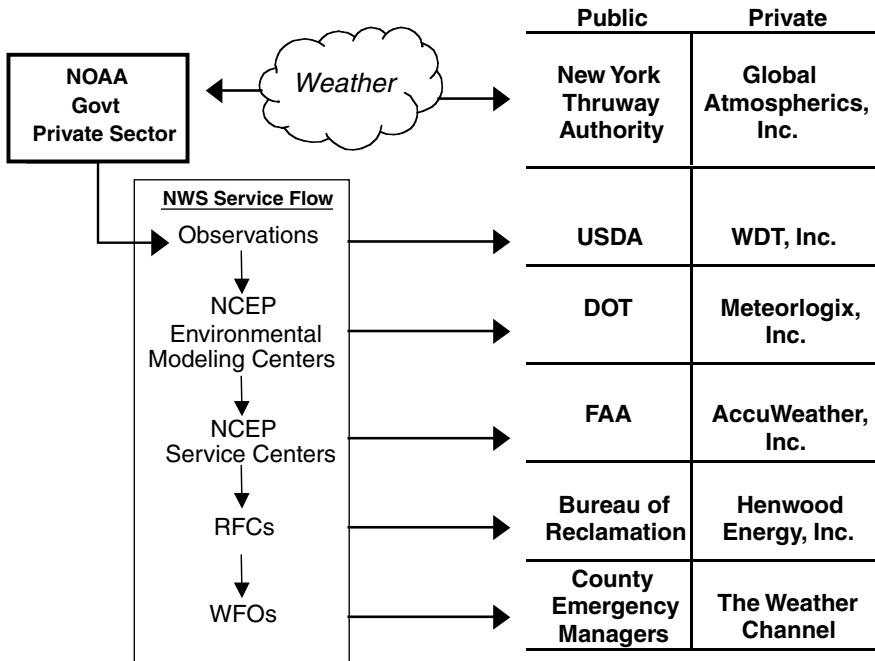 NOAA
Govt
Private Sector
Weather
Public
Private
New York
Thruway
Authority
Global
Atmospherics,
Inc.
NWS Service Flow
Observations
USDA
WDT, Inc.
NCEP
Environmental
Modeling Centers
DOT
Meteorlogix,
Inc.
NCEP
Service Centers
FAA
AccuWeather,
Inc.
RFCs
Bureau of
Reclamation
Henwood
Energy, Inc.
WFOs
County
Emergency
Managers
The Weather
Channel